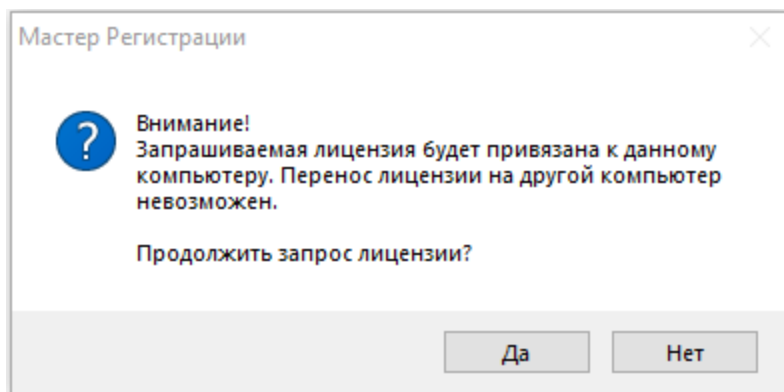 Мастер Регистрации
Внимание!
Запрашиваемая лицензия будет привязана к данному
компьютеру. Перенос лицензии на другой компьютер
невозможен.
Продолжить запрос лицензии?
Да
Нет